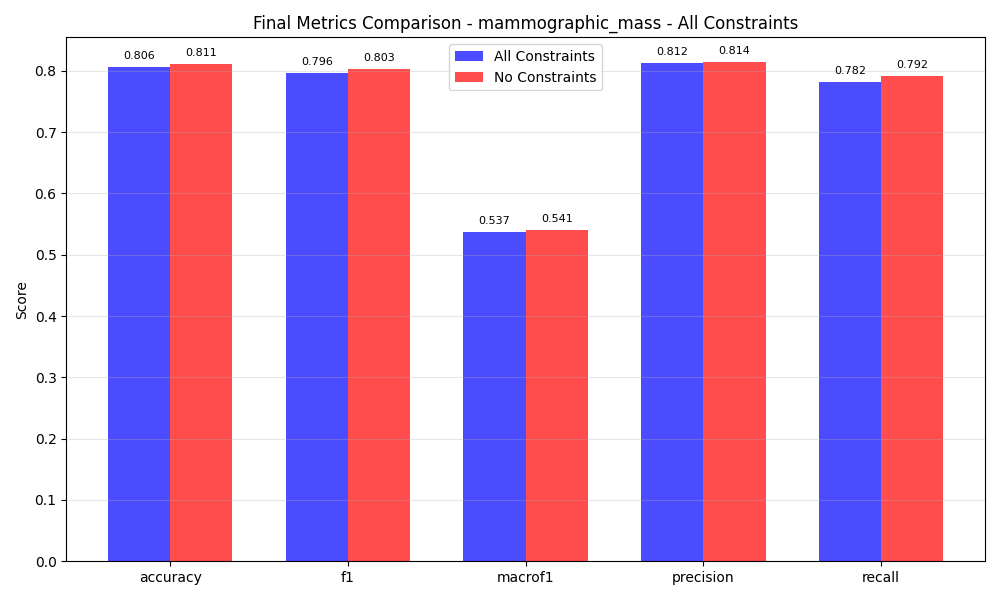 Final Metrics Comparison - mammographic_mass - All Constraints
All Constraints
No Constraints
0.806
0.811
0.796
0.803
0.537
0.541
0.812
0.814
0.782
0.792
Score
0.8
0.7
0.6
0.5
0.4
0.3
0.2
0.1
0.0
accuracy
f1
macrof1
precision
recall